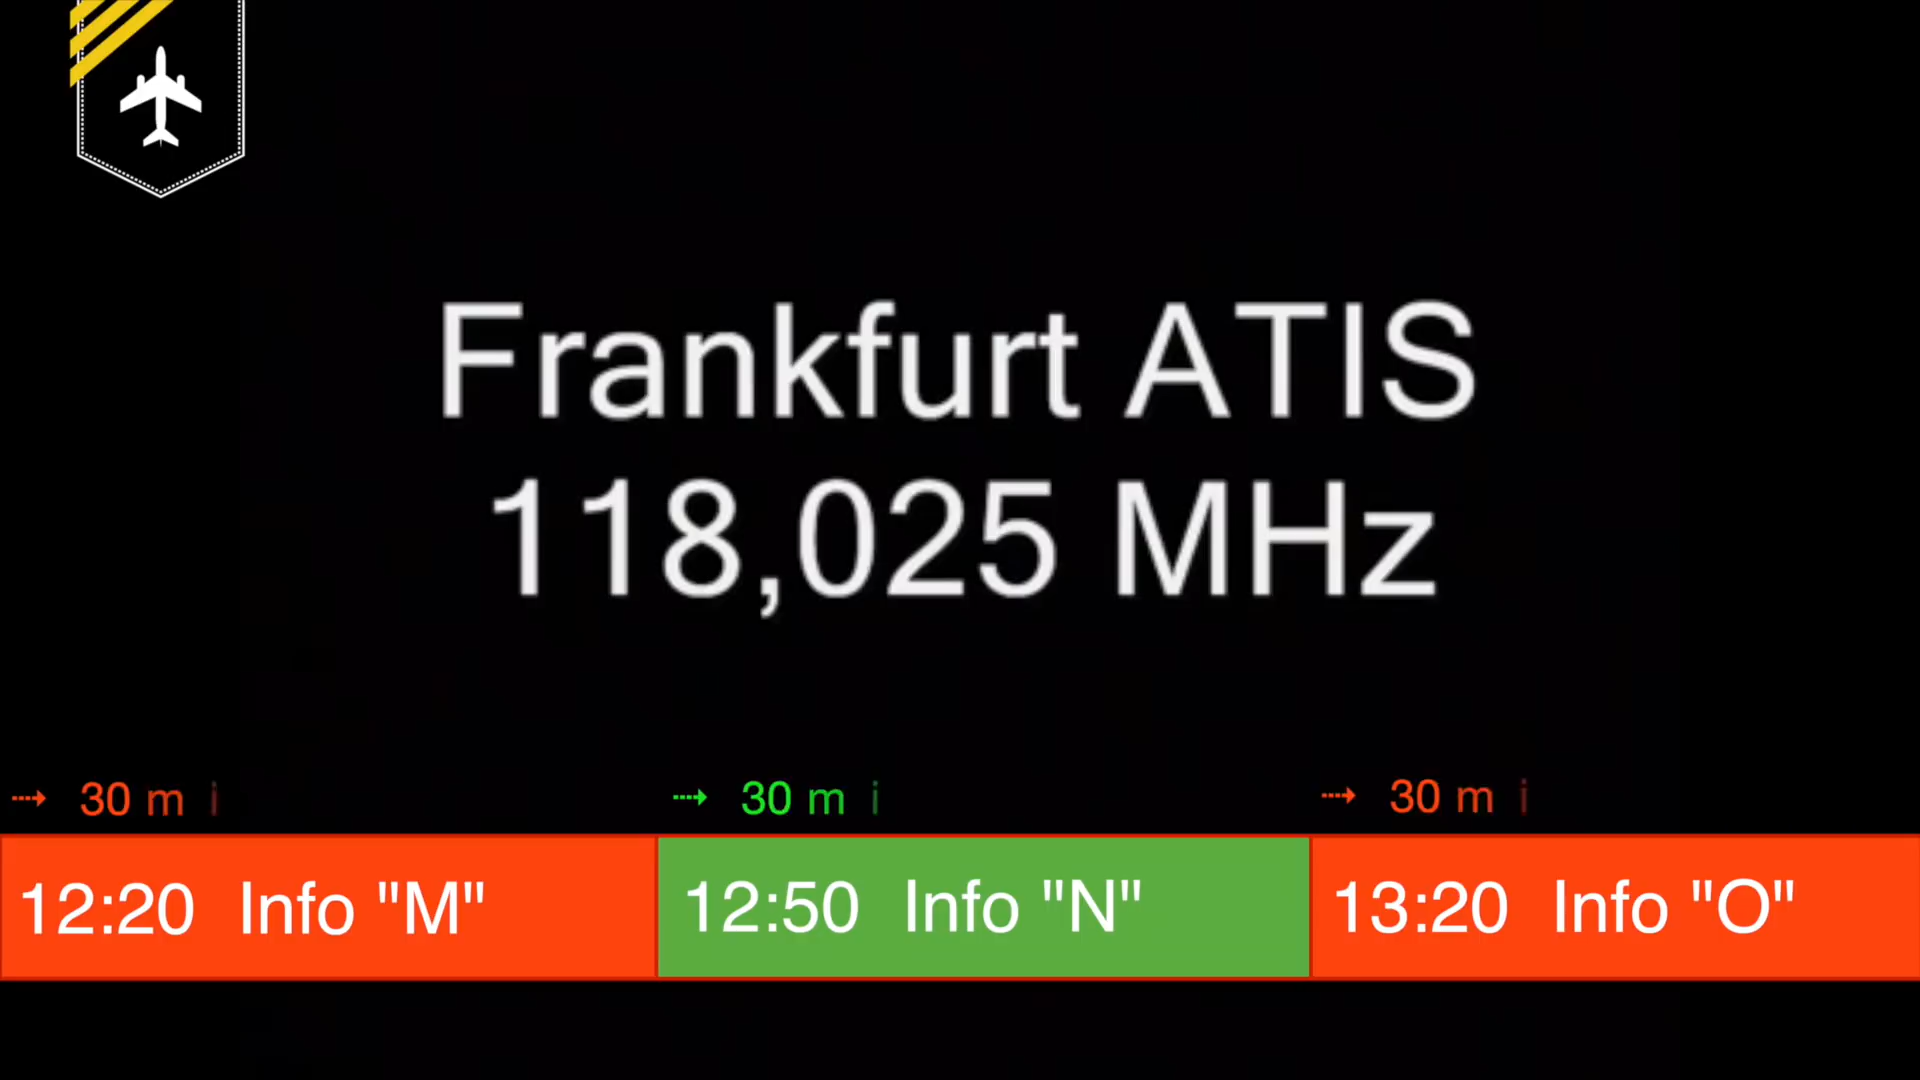 Frankfurt ATIS
118,025 MHz
30 m i
30 m i
30 m i
12:20 Info "M"
12:50 Info "N"
13:20 Info "O"